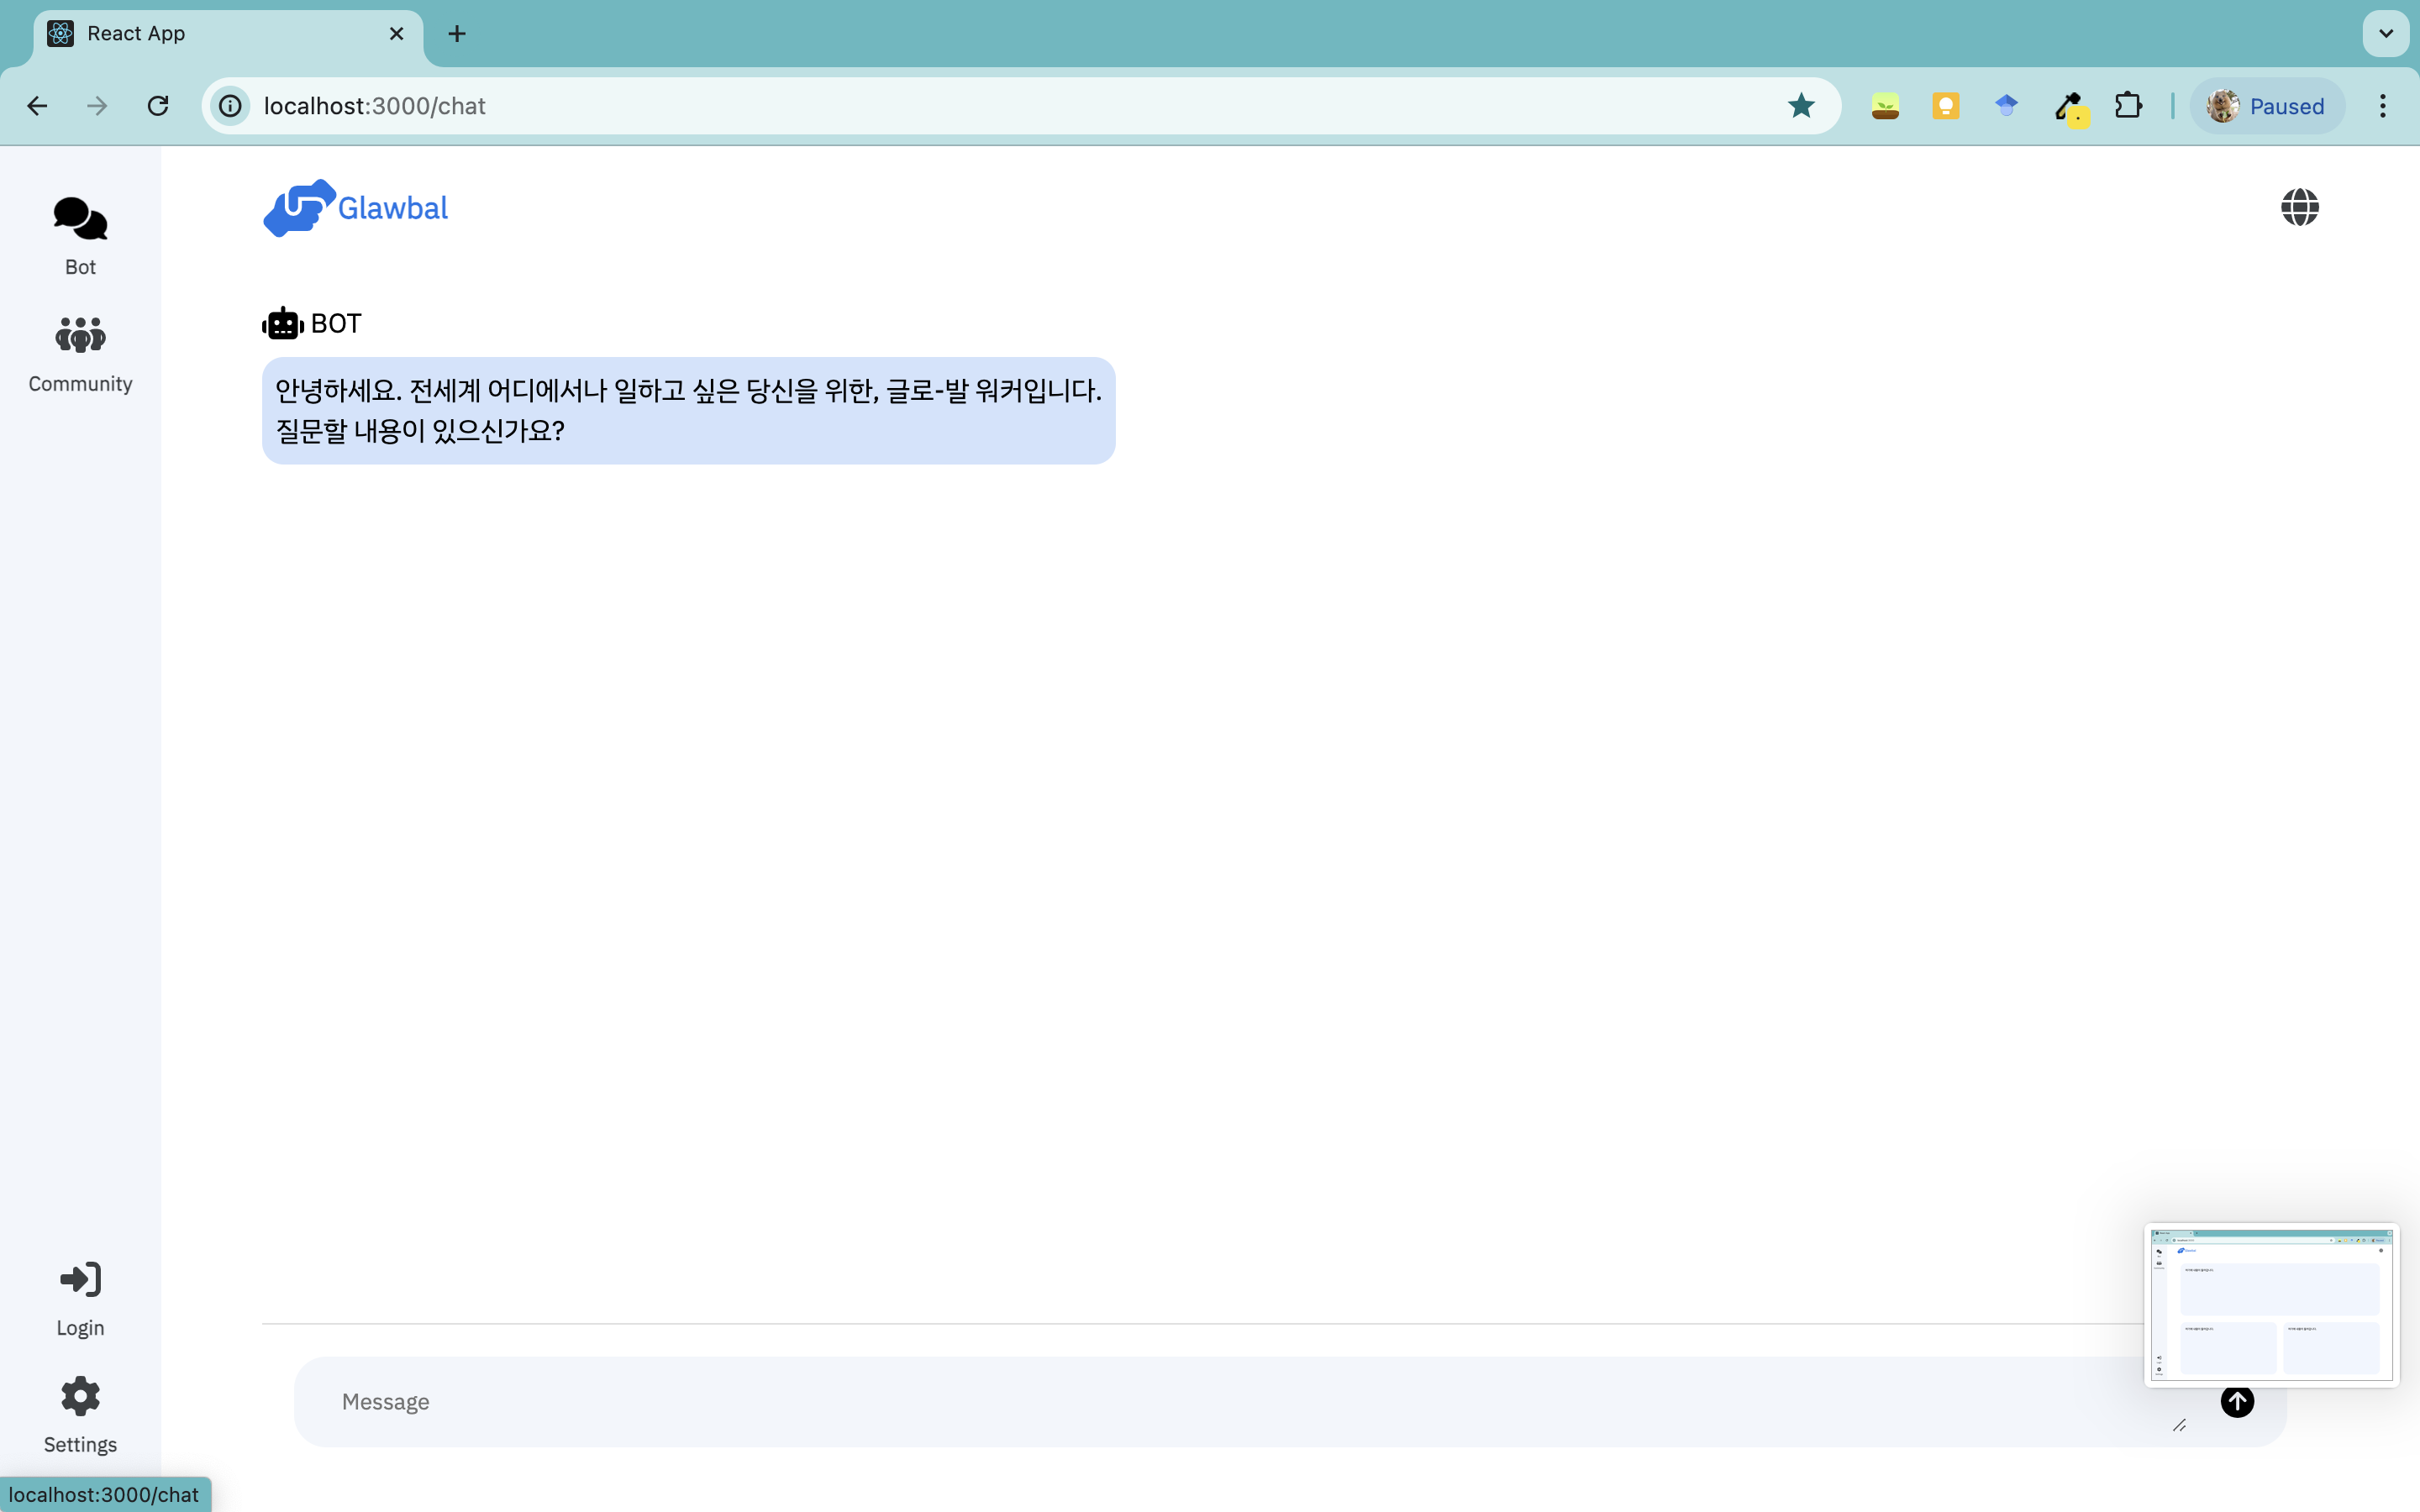 React App
localhost:3000/chat
Paused
Glawbal
Bot
Community
BOT
안녕하세요. 전세계 어디에서나 일하고 싶은 당신을 위한, 글로-발 워커입니다.
질문할 내용이 있으신가요?
Login
Settings
Message
localhost:3000/chat